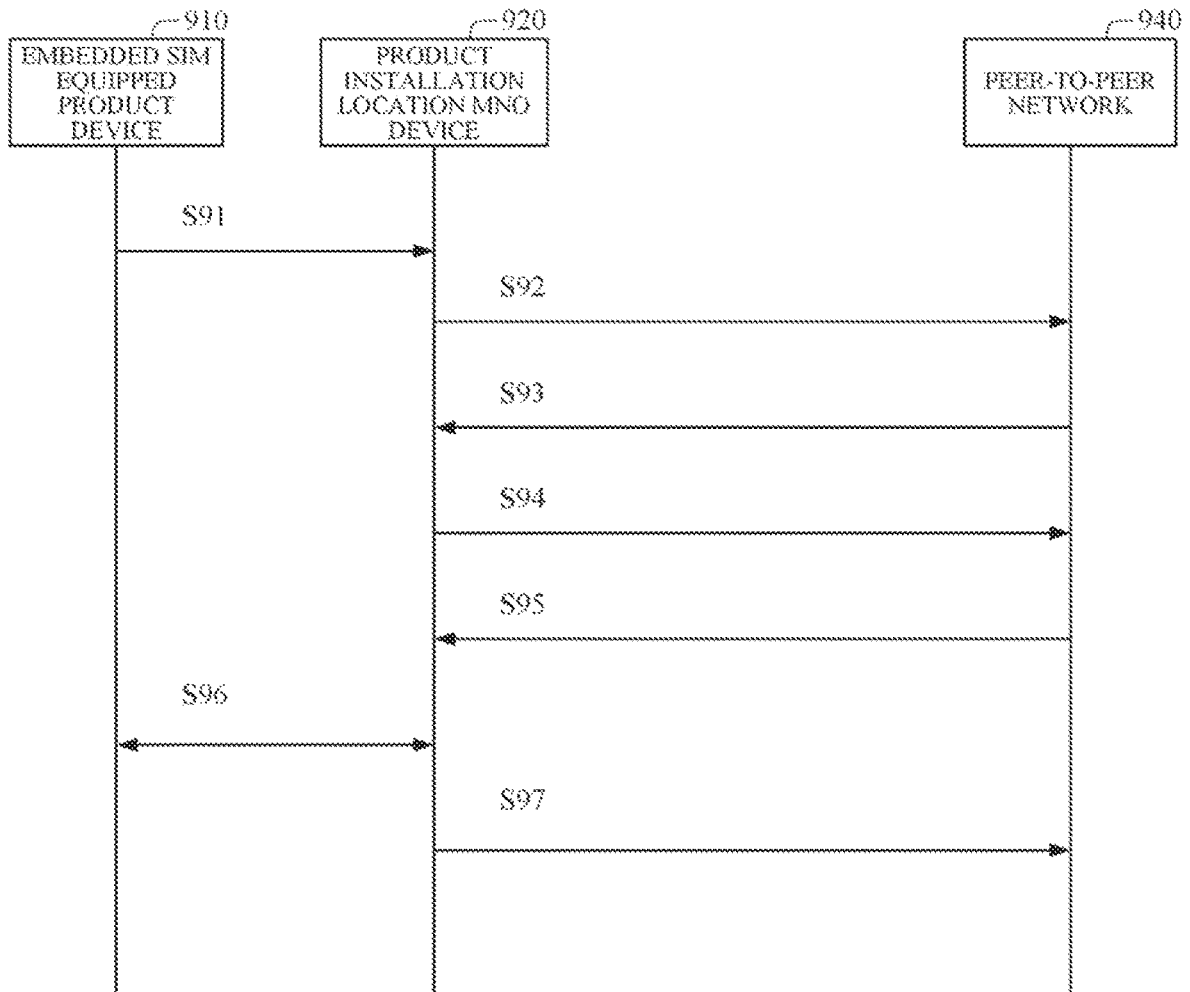 910
920
940
EMBEDDED SIM
EQUIPPED
PRODUCT
DEVICE
PRODUCT
INSTALLATION
LOCATION MNO
DEVICE
PEER-TO-PEER
NETWORK
S91
S92
S93
S94
S95
S96
S97